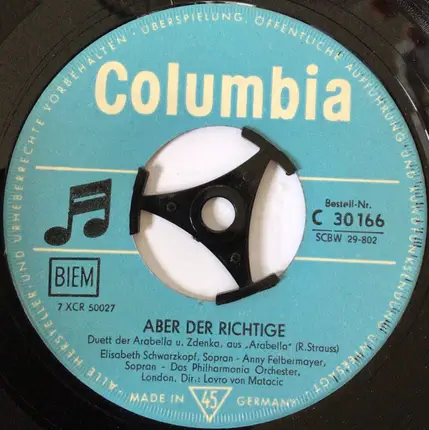 ALLE HERSTELLER- UND URHEBERRECHTE VORBEHALTEN · ÜBERSPIELUNG, ÖFFENTLICHE AUFFÜHRUNG UND
Columbia
Bestell-Nr.
C 30166
SCBW 29-802
BIEM
7 XCR 50027
ABER DER RICHTIGE
Duett der Arabella u. Zdenka, aus „Arabella" (R.Strauss)
Elisabeth Schwarzkopf, Sopran - Anny Felbermayer,
Sopran - Das Philharmonia Orchester,
London. Dir.: Lovro von Matacic
MADE IN 45 GERMANY